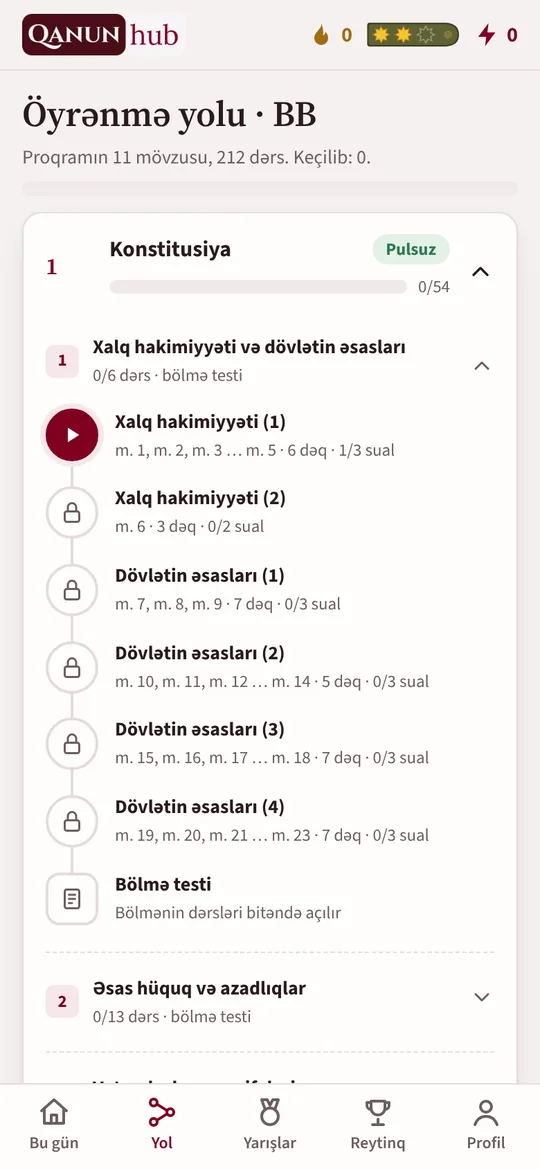 QANUN hub
0
0
Öyrənmə yolu · BB
Proqramın 11 mövzusu, 212 dərs. Keçilib: 0.
1
Konstitusiya
Pulsuz
0/54
1
Xalq hakimiyyəti və dövlətin əsasları
0/6 dərs · bölmə testi
Xalq hakimiyyəti (1)
m. 1, m. 2, m. 3 … m. 5 · 6 dəq · 1/3 sual
Xalq hakimiyyəti (2)
m. 6 · 3 dəq · 0/2 sual
Dövlətin əsasları (1)
m. 7, m. 8, m. 9 · 7 dəq · 0/3 sual
Dövlətin əsasları (2)
m. 10, m. 11, m. 12 … m. 14 · 5 dəq · 0/3 sual
Dövlətin əsasları (3)
m. 15, m. 16, m. 17 … m. 18 · 7 dəq · 0/3 sual
Dövlətin əsasları (4)
m. 19, m. 20, m. 21 … m. 23 · 7 dəq · 0/3 sual
Bölmə testi
Bölmənin dərsləri bitəndə açılır
2
Əsas hüquq və azadlıqlar
0/13 dərs · bölmə testi
Bu gün
Yol
Yarışlar
Reytinq
Profil